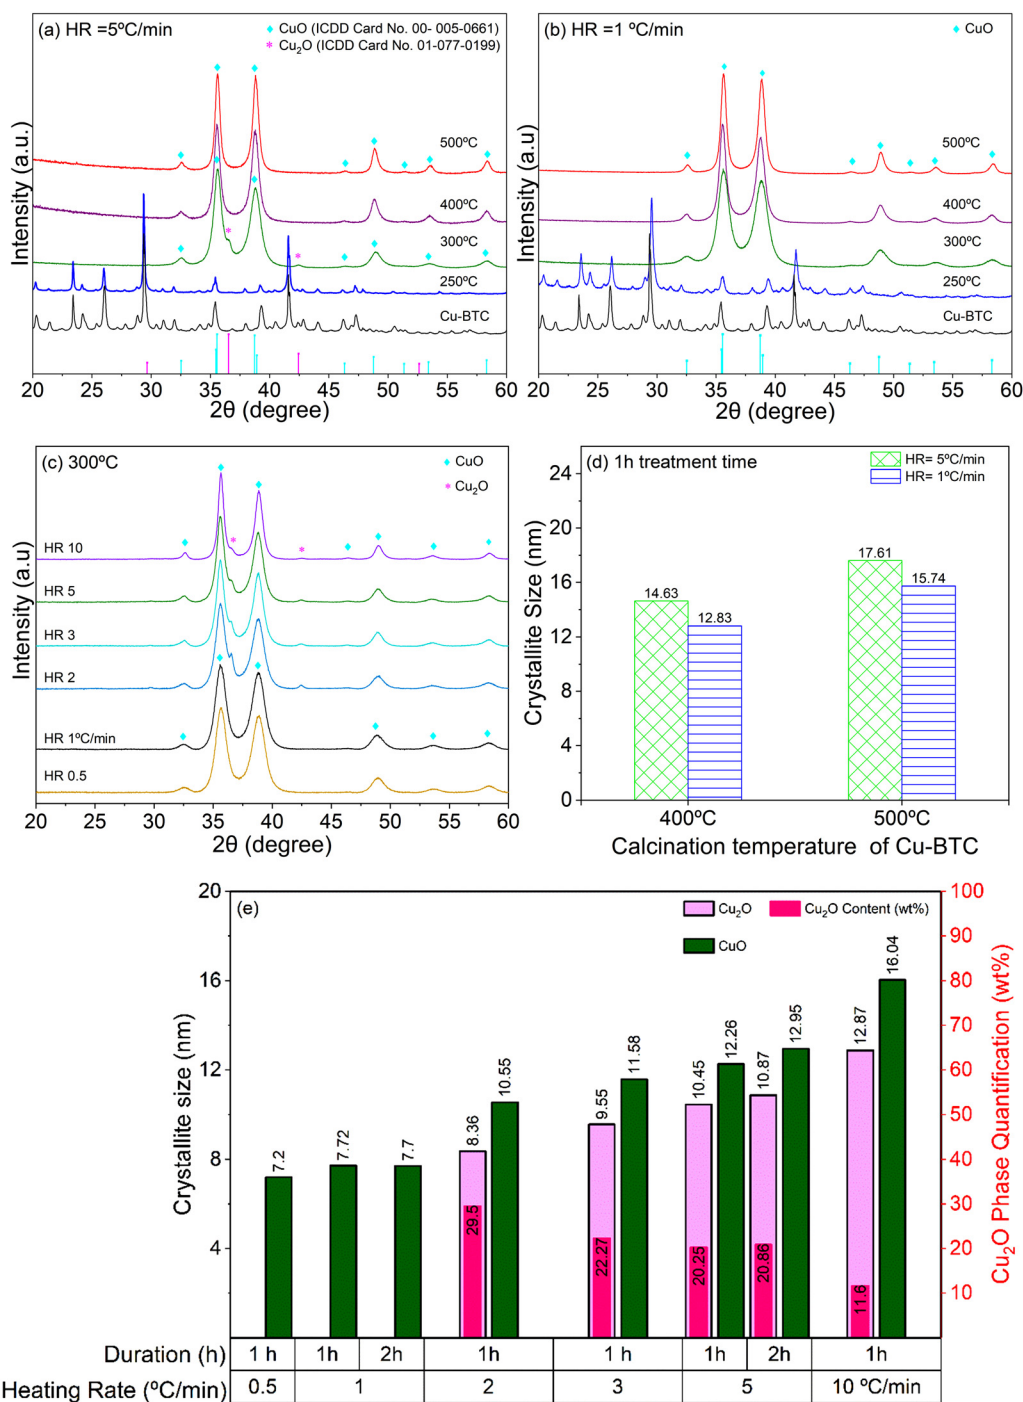 (a) HR =5ºC/min
CuO (ICDD Card No. 00- 005-0661)
Cu2O (ICDD Card No. 01-077-0199)
500ºC
400ºC
300ºC
250ºC
Cu-BTC
Intensity (a.u.)
20 25 30 35 40 45 50 55 60
2θ (degree)
(b) HR =1 ºC/min
CuO
500ºC
400ºC
300ºC
250ºC
Cu-BTC
Intensity (a.u)
20 25 30 35 40 45 50 55 60
2θ (degree)
(c) 300ºC
CuO
Cu2O
HR 10
HR 5
HR 3
HR 2
HR 1ºC/min
HR 0.5
Intensity (a.u)
20 25 30 35 40 45 50 55 60
2θ (degree)
(d) 1h treatment time
HR= 5ºC/min
HR= 1ºC/min
24
20
16
12
8
4
0
Crystallite Size (nm)
14.63
12.83
17.61
15.74
400ºC 500ºC
Calcination temperature of Cu-BTC
(e)
Cu2O
Cu2O Content (wt%)
CuO
20
16
12
8
4
Crystallite size (nm)
100
90
80
70
60
50
40
30
20
10
Cu2O Phase Quantification (wt%)
7.2
7.72
7.7
8.36
29.5
10.55
9.55
22.27
11.58
10.45
20.25
12.26
10.87
20.86
12.95
12.87
11.6
16.04
Duration (h) 1 h 1h 2h 1h 1 h 1h 2h 1h
Heating Rate (ºC/min) 0.5 1 2 3 5 10 ºC/min